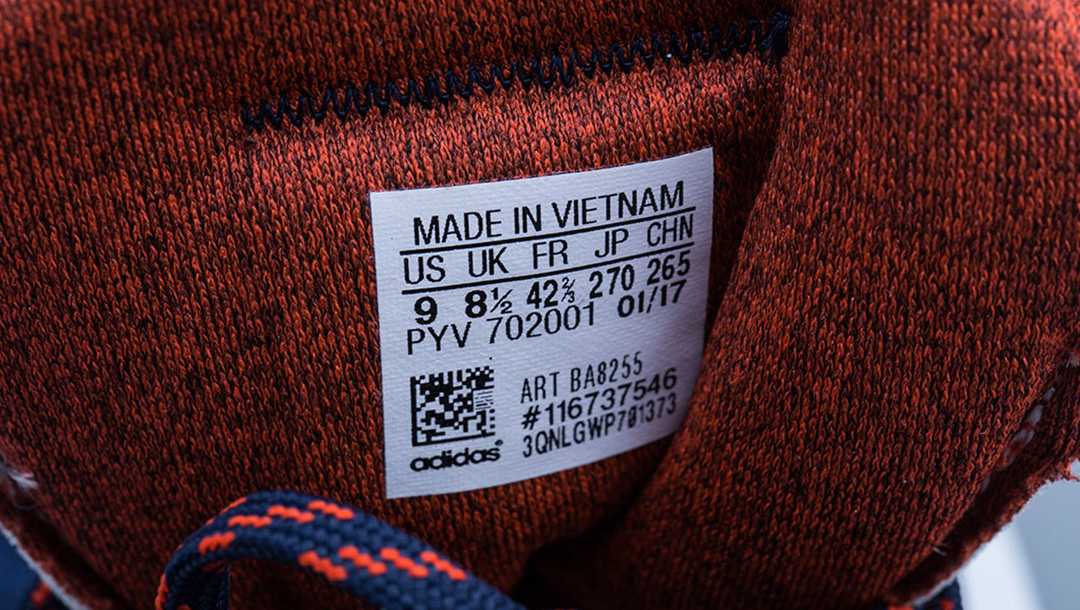 MADE IN VIETNAM
US UK FR JP CHN
9 8½ 42⅔ 270 265
PYV 702001 01/17
ART BA8255
#116737546
3QNLGWP701373
adidas®